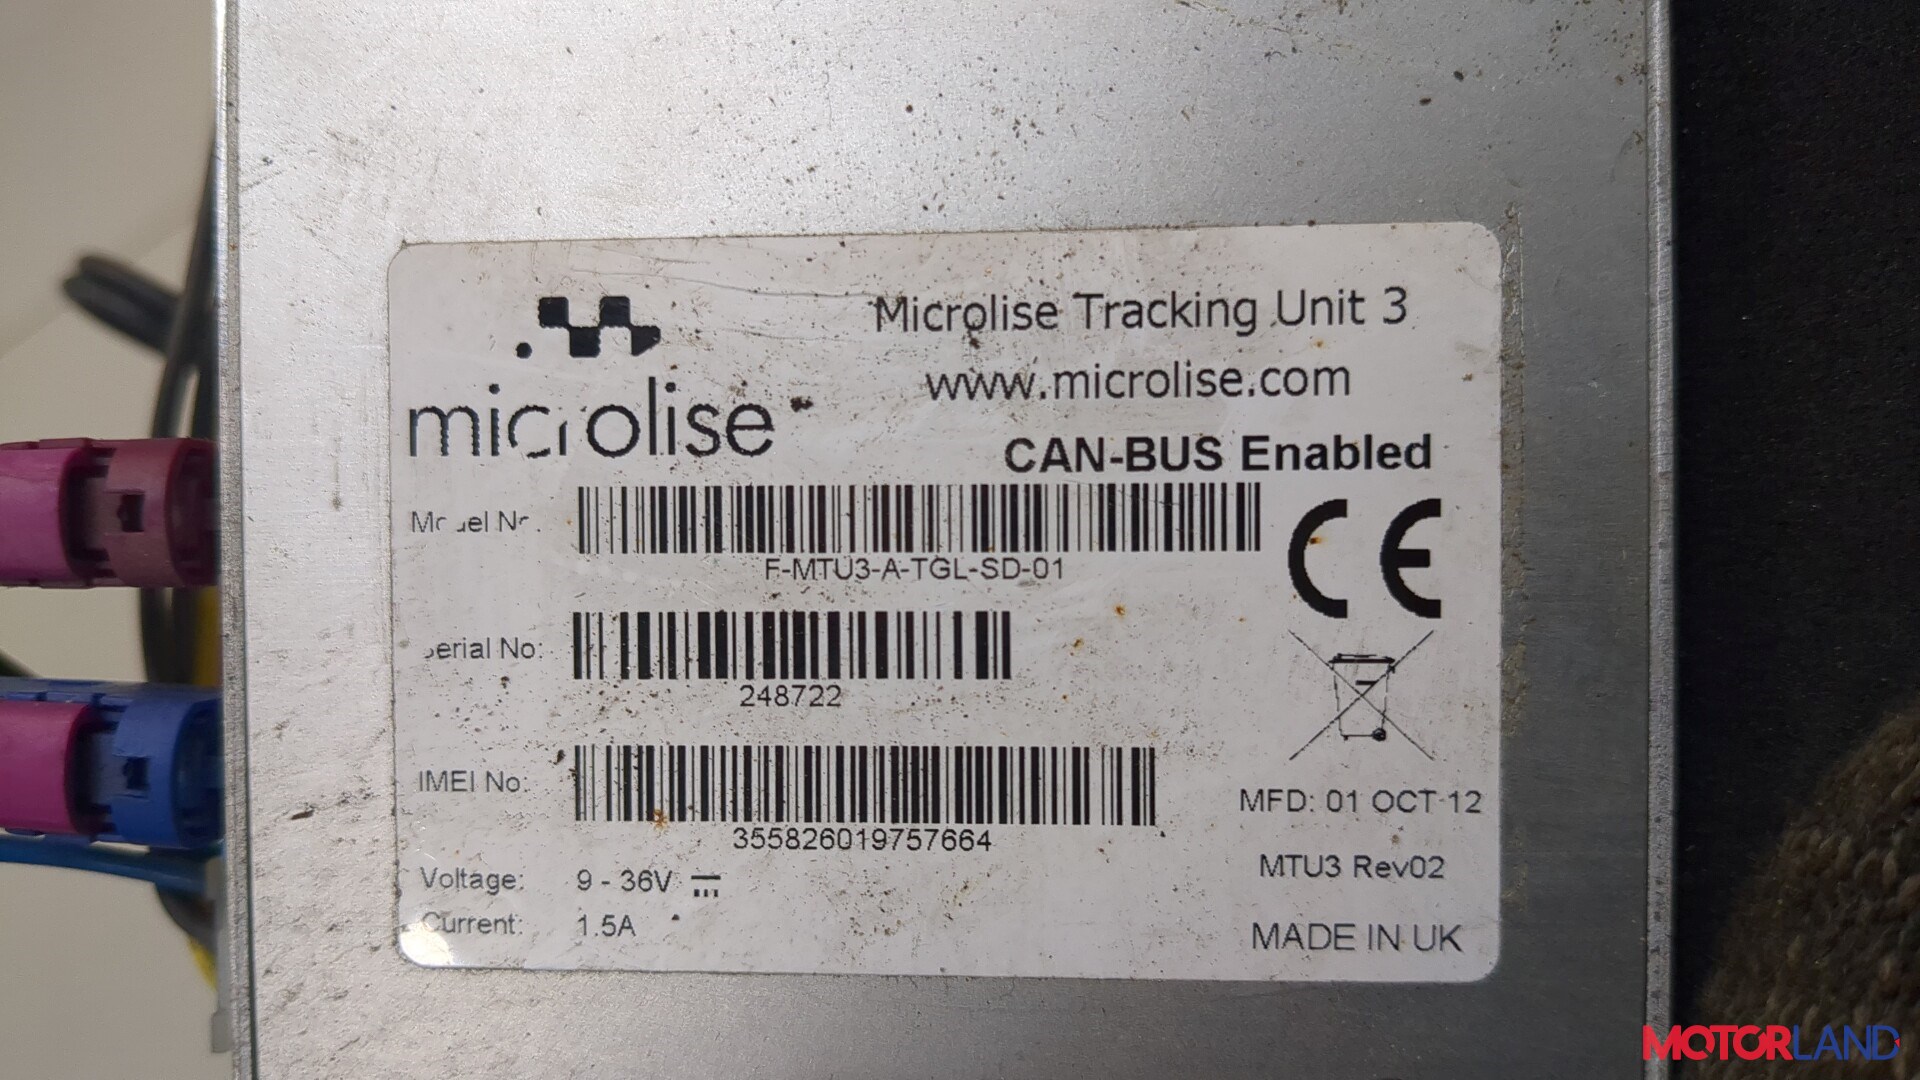 Microlise Tracking Unit 3
www.microlise.com
microlise
CAN-BUS Enabled
Model No.
F-MTU3-A-TGL-SD-01
CE
Serial No:
248722
IMEI No:
355826019757664
MFD: 01 OCT 12
Voltage: 9 - 36V
MTU3 Rev02
Current: 1.5A
MADE IN UK
MOTORLAND